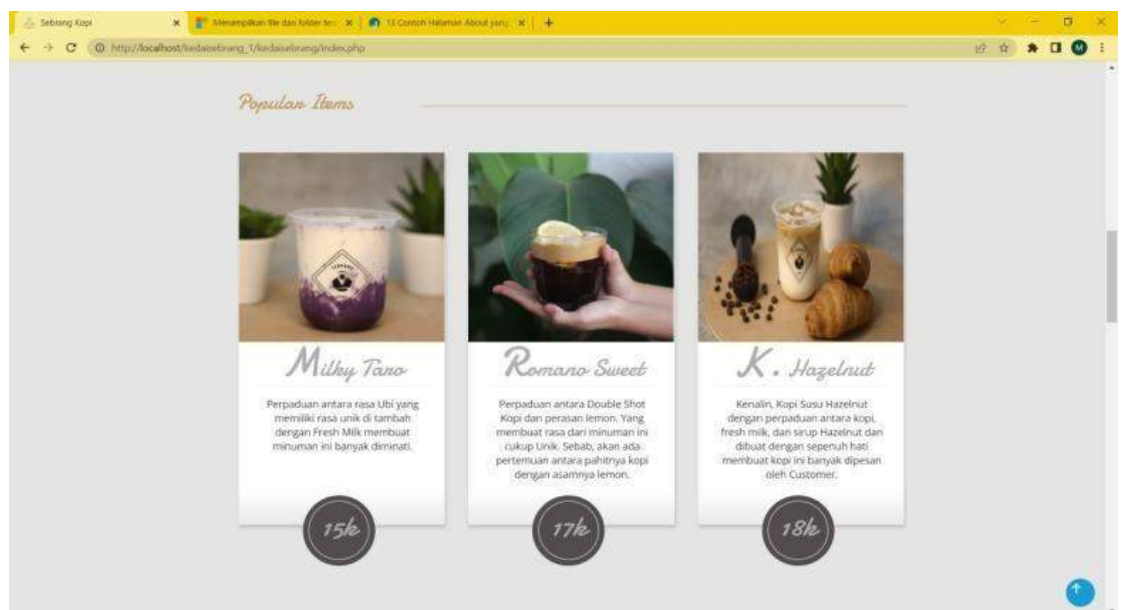 Sebrang Kopi
Menampilkan file dan folder ter
13 Contoh Halaman About yang
http://localhost/kedaisebrang_1/kedaisebrang/index.php
M
Popular Items
Milky Taro
Romano Sweet
K. Hazelnut
Perpaduan antara rasa Ubi yang
memiliki rasa unik di tambah
dengan Fresh Milk membuat
minuman ini banyak diminati.
Perpaduan antara Double Shot
Kopi dan perasan lemon. Yang
membuat rasa dari minuman ini
cukup Unik. Sebab, akan ada
pertemuan antara pahitnya kopi
dengan asamnya lemon.
Kenalin, Kopi Susu Hazelnut
dengan perpaduan antara kopi,
fresh milk, dan sirup Hazelnut dan
dibuat dengan sepenuh hati
membuat kopi ini banyak dipesan
oleh Customer.
15k
17k
18k